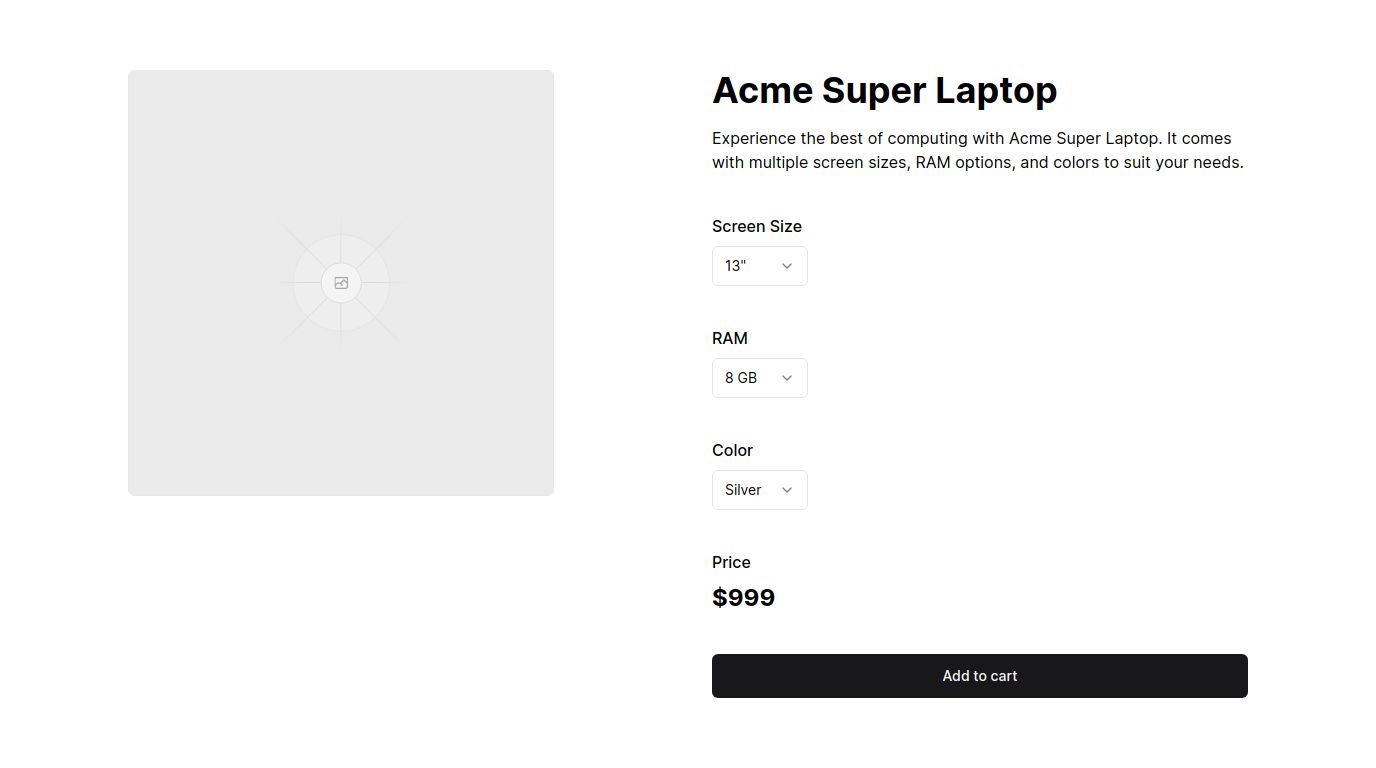 Acme Super Laptop
Experience the best of computing with Acme Super Laptop. It comes
with multiple screen sizes, RAM options, and colors to suit your needs.
Screen Size
13"
RAM
8 GB
Color
Silver
Price
$999
Add to cart